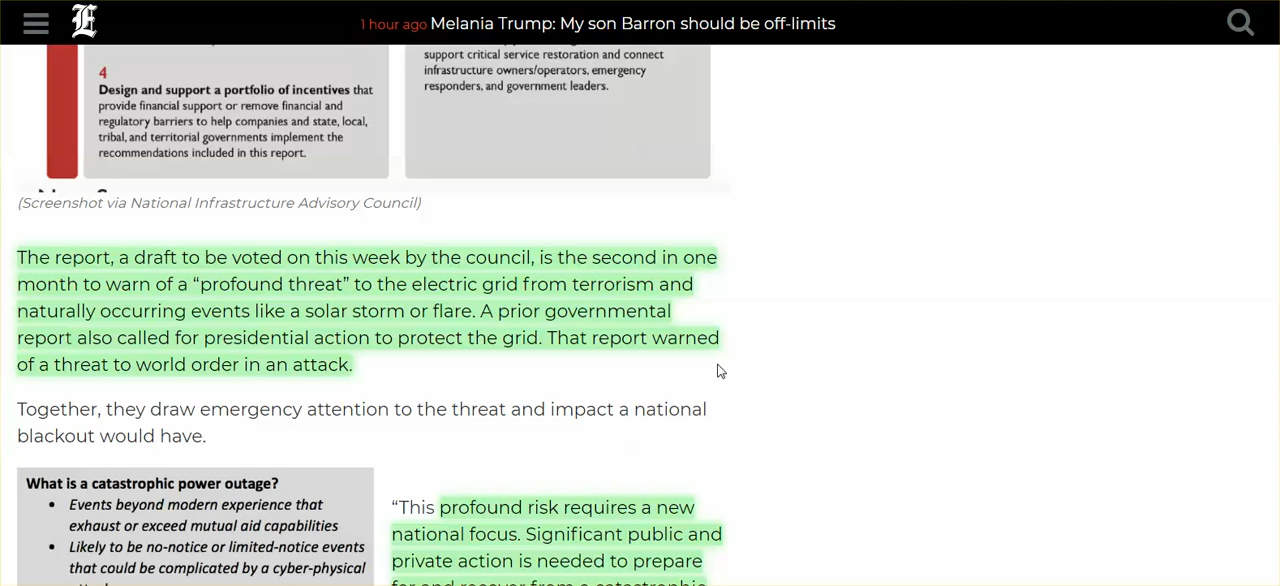 E
1 hour ago Melania Trump: My son Barron should be off-limits
4
Design and support a portfolio of incentives that
provide financial support or remove financial and
regulatory barriers to help companies and state, local,
tribal, and territorial governments implement the
recommendations included in this report.
support critical service restoration and connect
infrastructure owners/operators, emergency
responders, and government leaders.
(Screenshot via National Infrastructure Advisory Council)
The report, a draft to be voted on this week by the council, is the second in one
month to warn of a “profound threat” to the electric grid from terrorism and
naturally occurring events like a solar storm or flare. A prior governmental
report also called for presidential action to protect the grid. That report warned
of a threat to world order in an attack.
Together, they draw emergency attention to the threat and impact a national
blackout would have.
What is a catastrophic power outage?
• Events beyond modern experience that
exhaust or exceed mutual aid capabilities
• Likely to be no-notice or limited-notice events
that could be complicated by a cyber-physical
“This profound risk requires a new
national focus. Significant public and
private action is needed to prepare
for and recover from a catastrophic